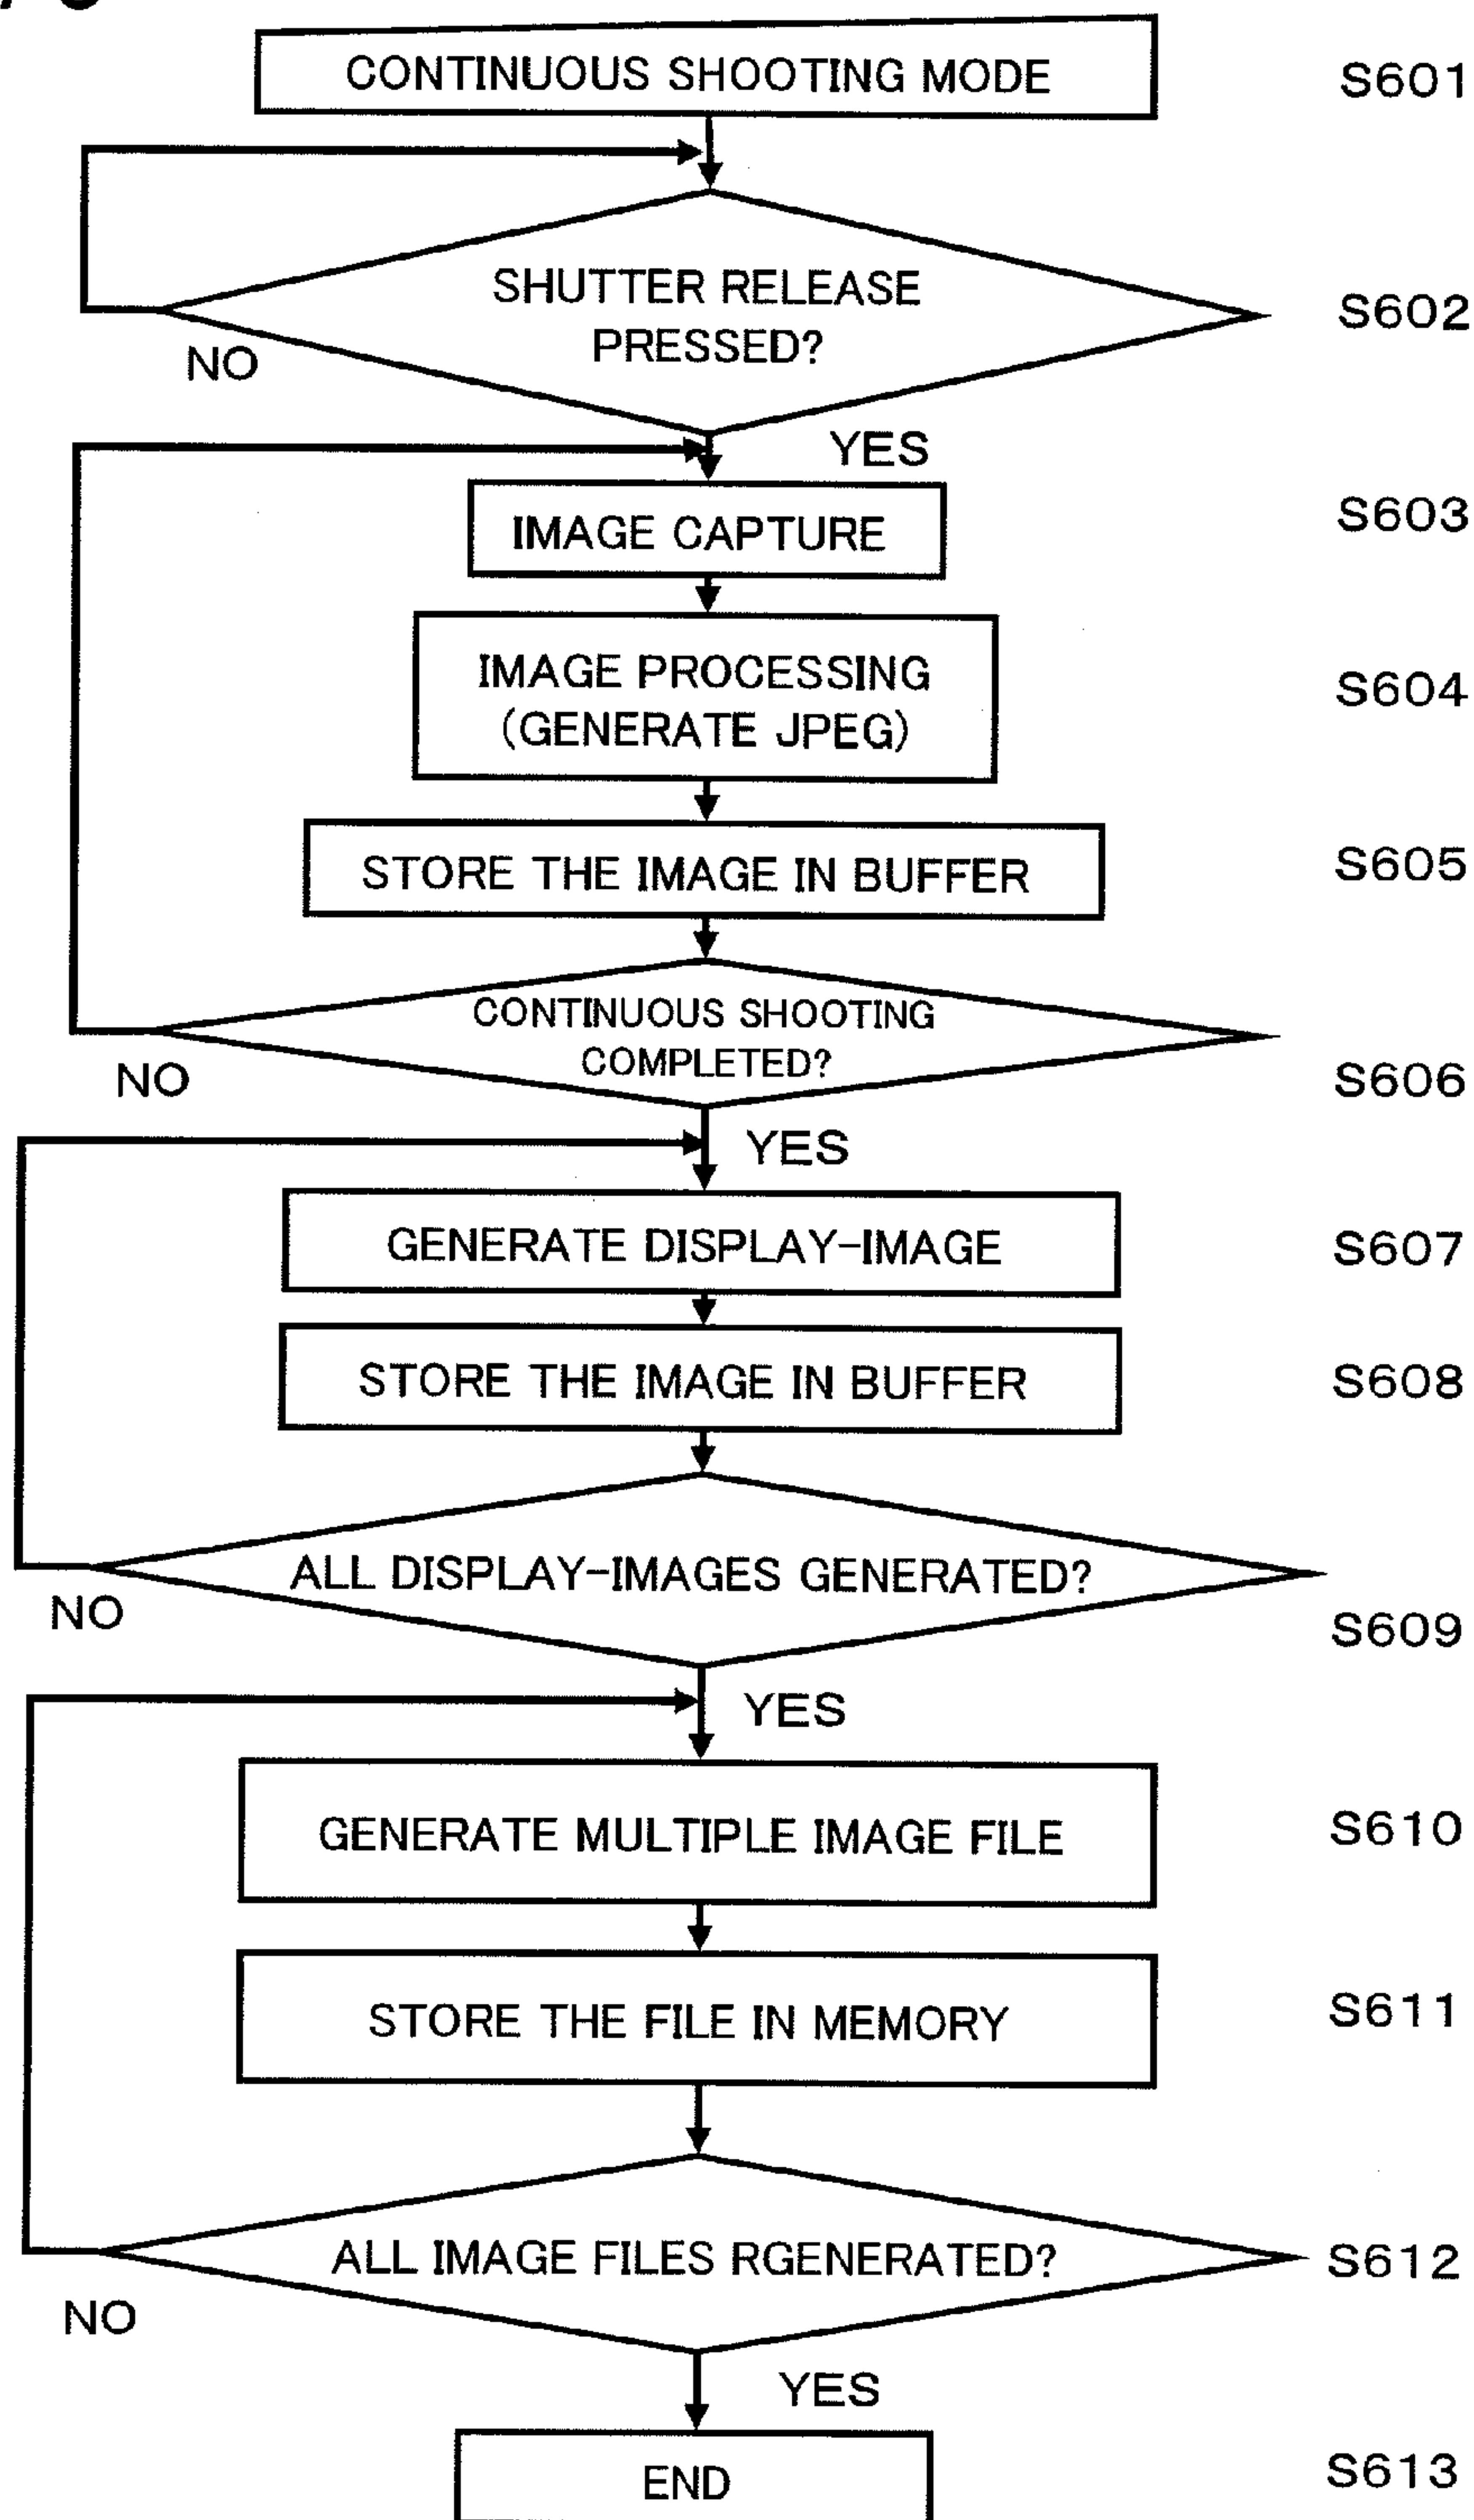 CONTINUOUS SHOOTING MODE S601
SHUTTER RELEASE
PRESSED?
S602
NO
YES
IMAGE CAPTURE S603
IMAGE PROCESSING
(GENERATE JPEG)
S604
STORE THE IMAGE IN BUFFER S605
CONTINUOUS SHOOTING
COMPLETED?
S606
NO
YES
GENERATE DISPLAY-IMAGE S607
STORE THE IMAGE IN BUFFER S608
ALL DISPLAY-IMAGES GENERATED?
S609
NO
YES
GENERATE MULTIPLE IMAGE FILE S610
STORE THE FILE IN MEMORY S611
ALL IMAGE FILES RGENERATED? S612
NO
YES
END S613